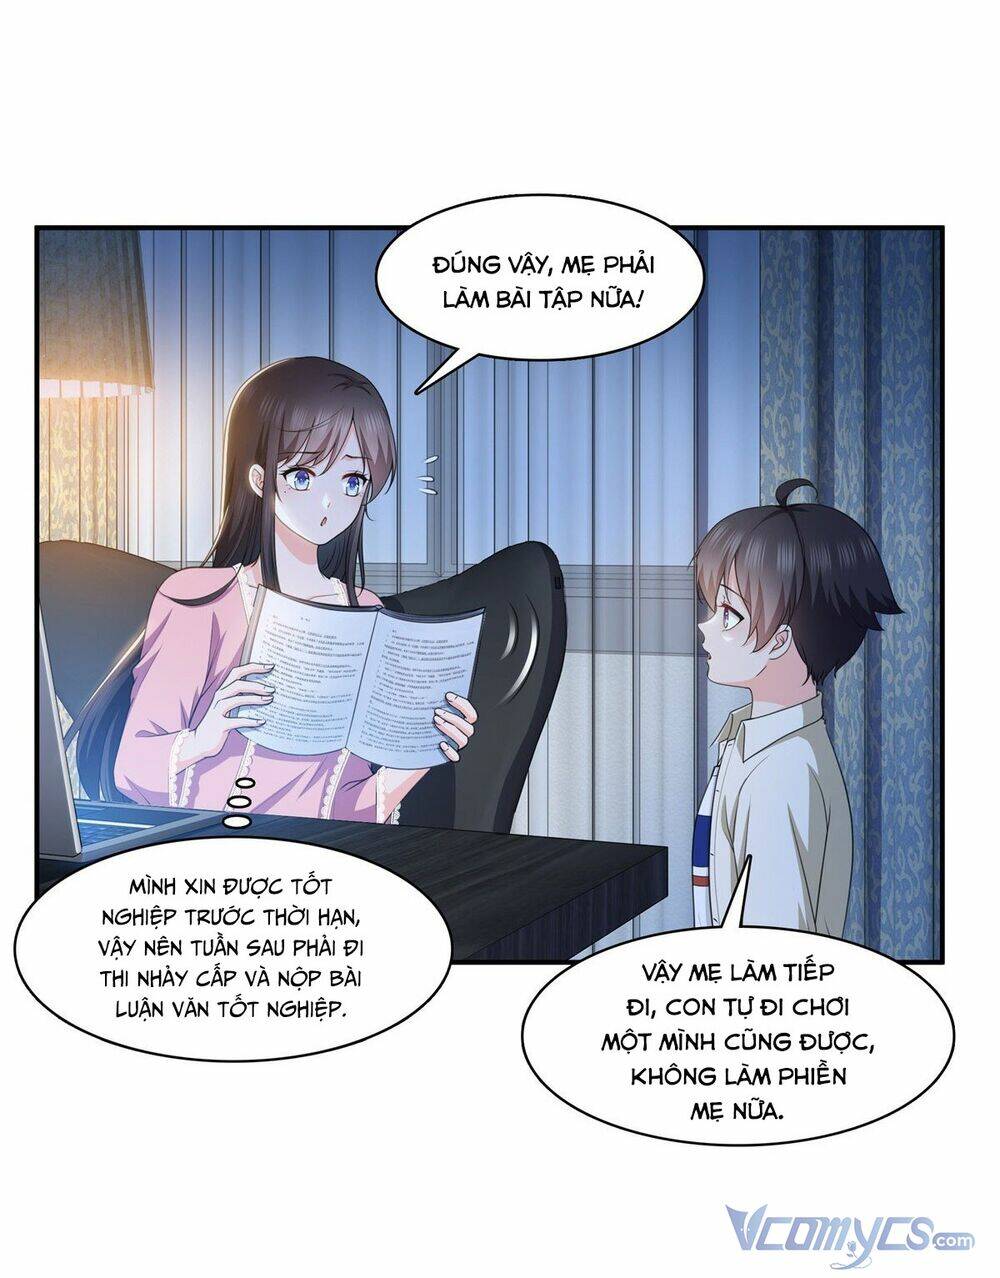 ĐÚNG VẬY, MẸ PHẢI
LÀM BÀI TẬP NỮA!
MÌNH XIN ĐƯỢC TỐT
NGHIỆP TRƯỚC THỜI HẠN,
VẬY NÊN TUẦN SAU PHẢI ĐI
THI NHẢY CẤP VÀ NỘP BÀI
LUẬN VĂN TỐT NGHIỆP.
VẬY MẸ LÀM TIẾP
ĐI, CON TỰ ĐI CHƠI
MỘT MÌNH CŨNG ĐƯỢC,
KHÔNG LÀM PHIỀN
MẸ NỮA.
VCOMYCS.com